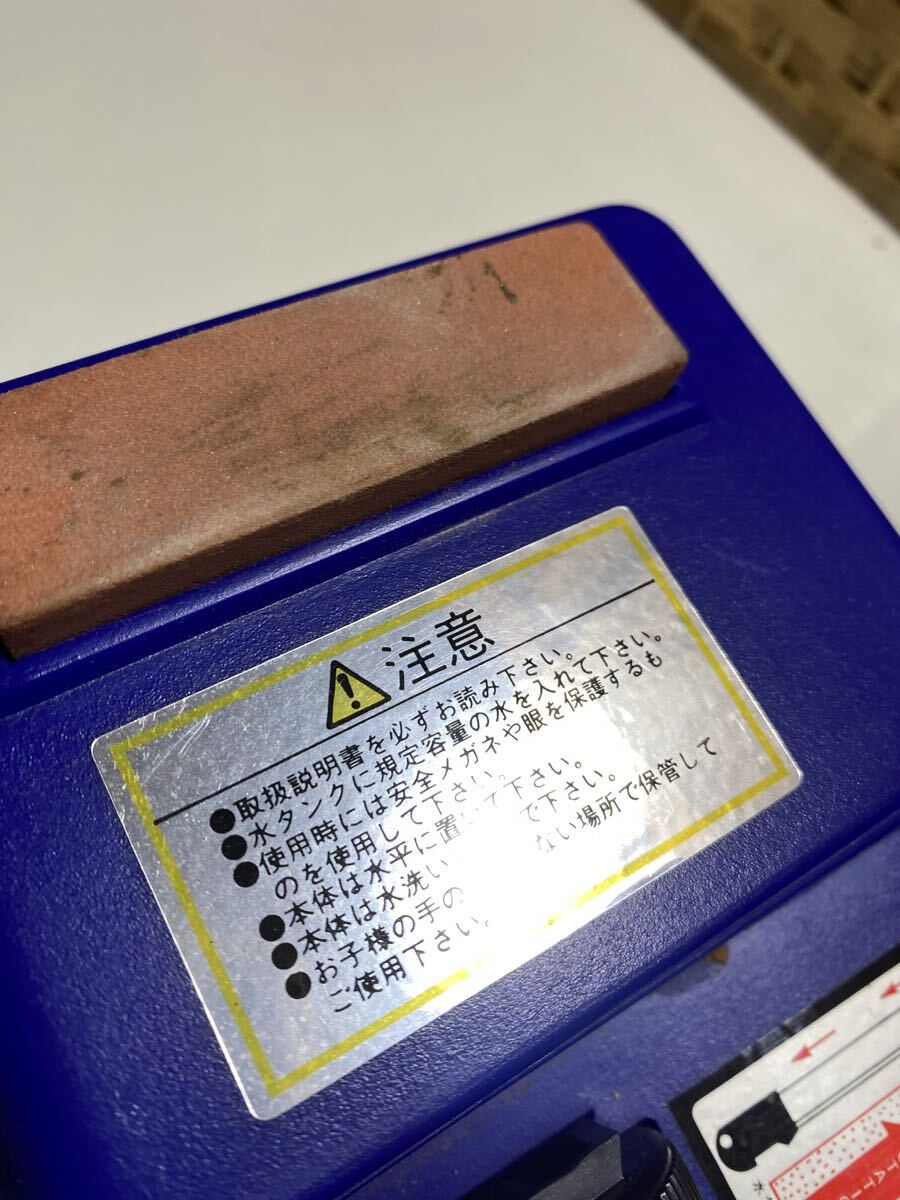 注意
●取扱説明書を必ずお読み下さい。
●水タンクに規定容量の水を入れて下さい。
●使用時には安全メガネや眼を保護するも
のを使用して下さい。
●本体は水平に置いて下さい。
●本体は水洗い で下さい。
●お子様の手の ない場所で保管して
ご使用下さい。